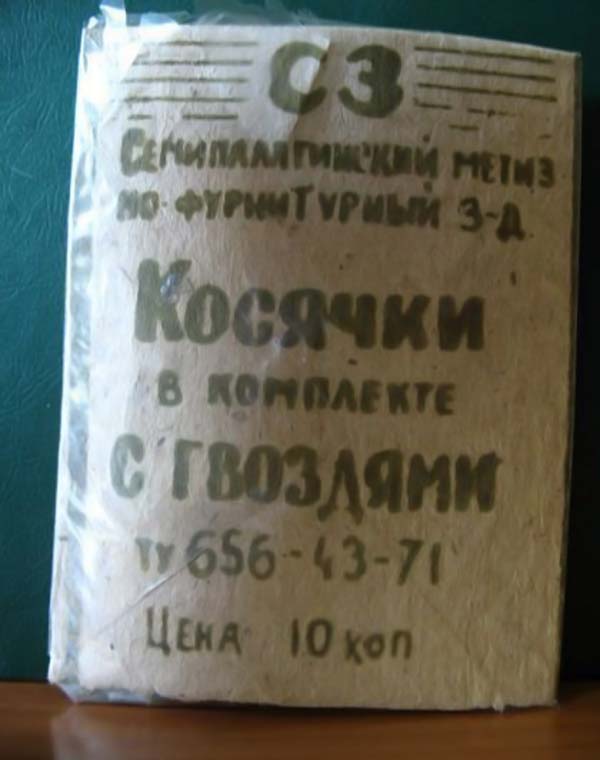 СЗ
СЕМИПАЛАТИНСКИЙ МЕТИЗ
НО-ФУРНИТУРНЫЙ З-Д
КОСЯЧКИ
В КОМПЛЕКТЕ
С ГВОЗДЯМИ
ТУ 656-43-71
ЦЕНА 10 коп